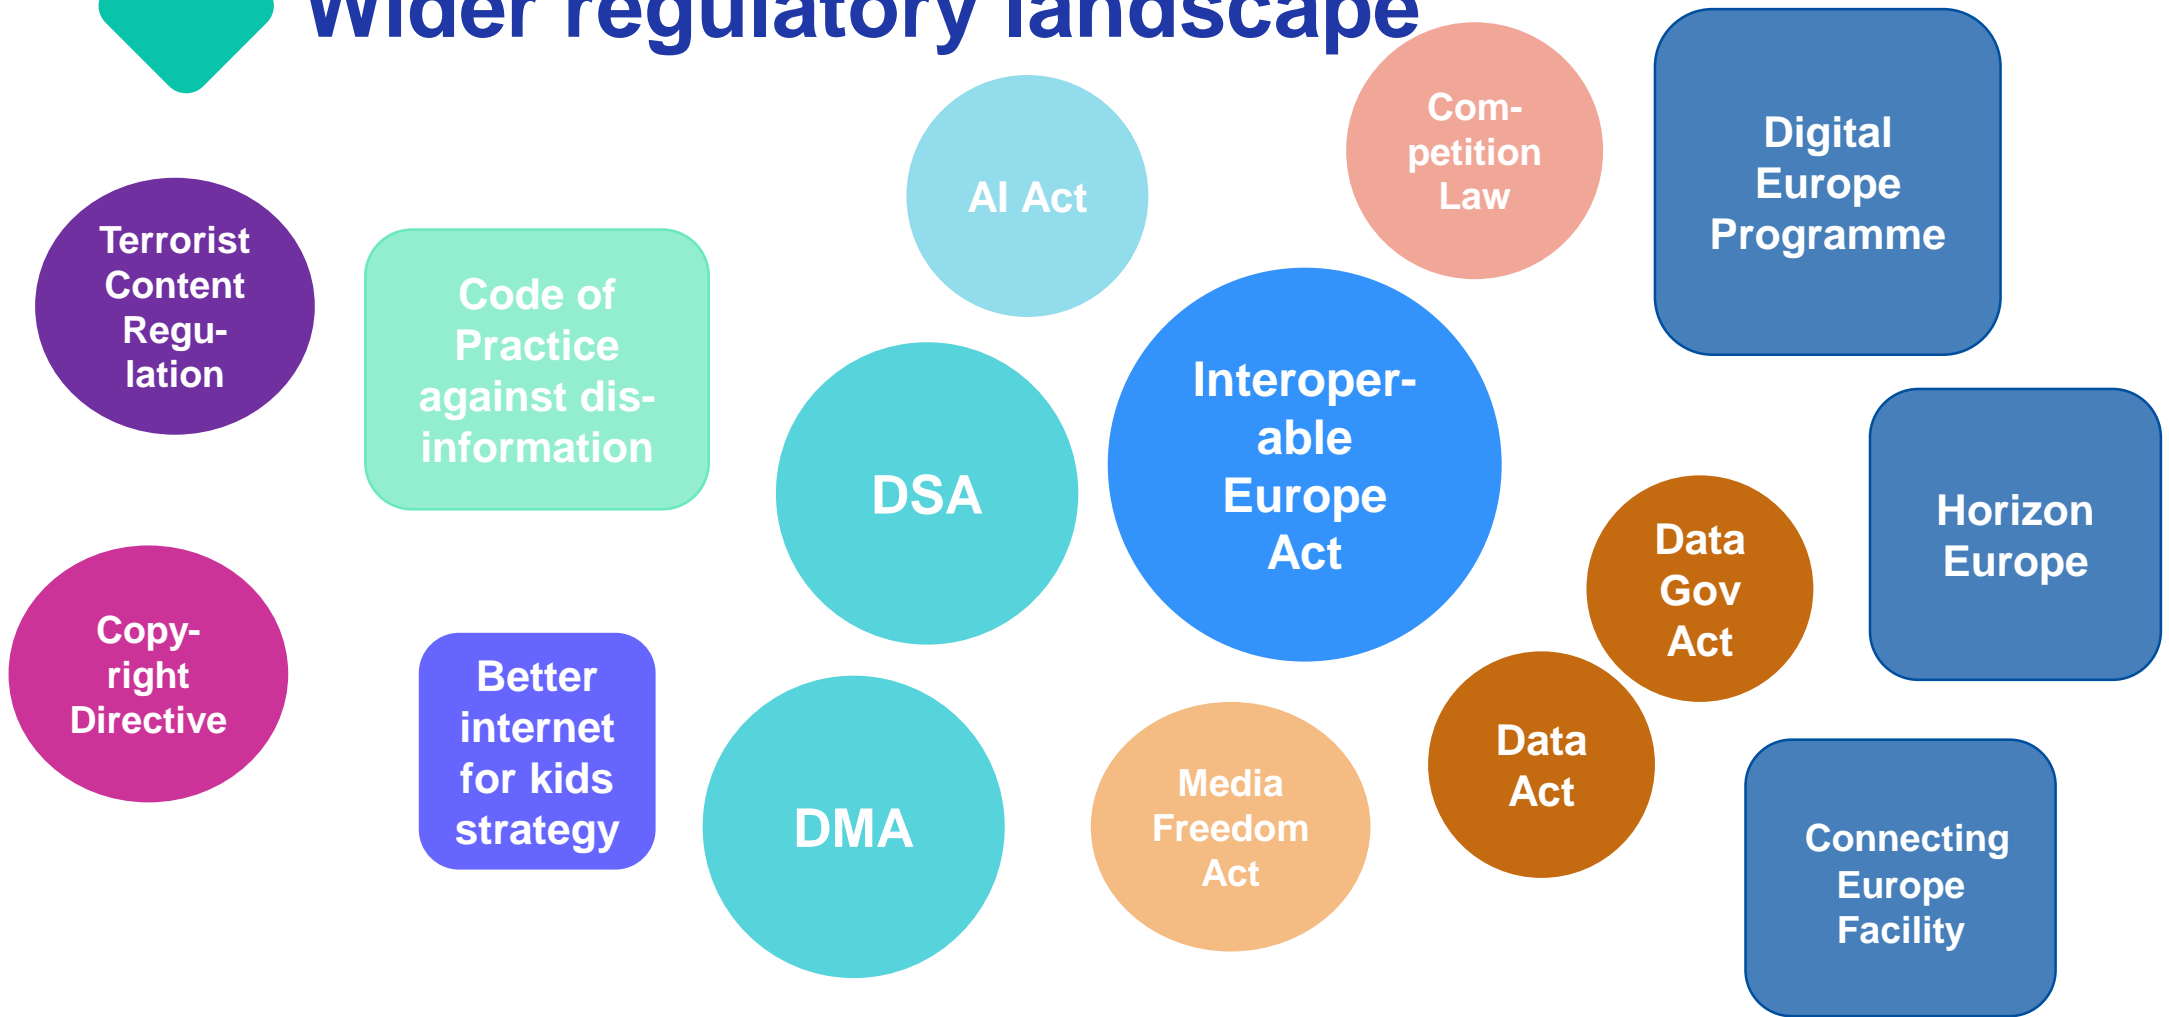 Wider regulatory landscape
Terrorist
Content
Regu-
lation
Code of
Practice
against dis-
information
AI Act
Com-
petition
Law
Digital
Europe
Programme
DSA
Interoper-
able
Europe
Act
Data
Gov
Act
Horizon
Europe
Copy-
right
Directive
Better
internet
for kids
strategy
DMA
Media
Freedom
Act
Data
Act
Connecting
Europe
Facility